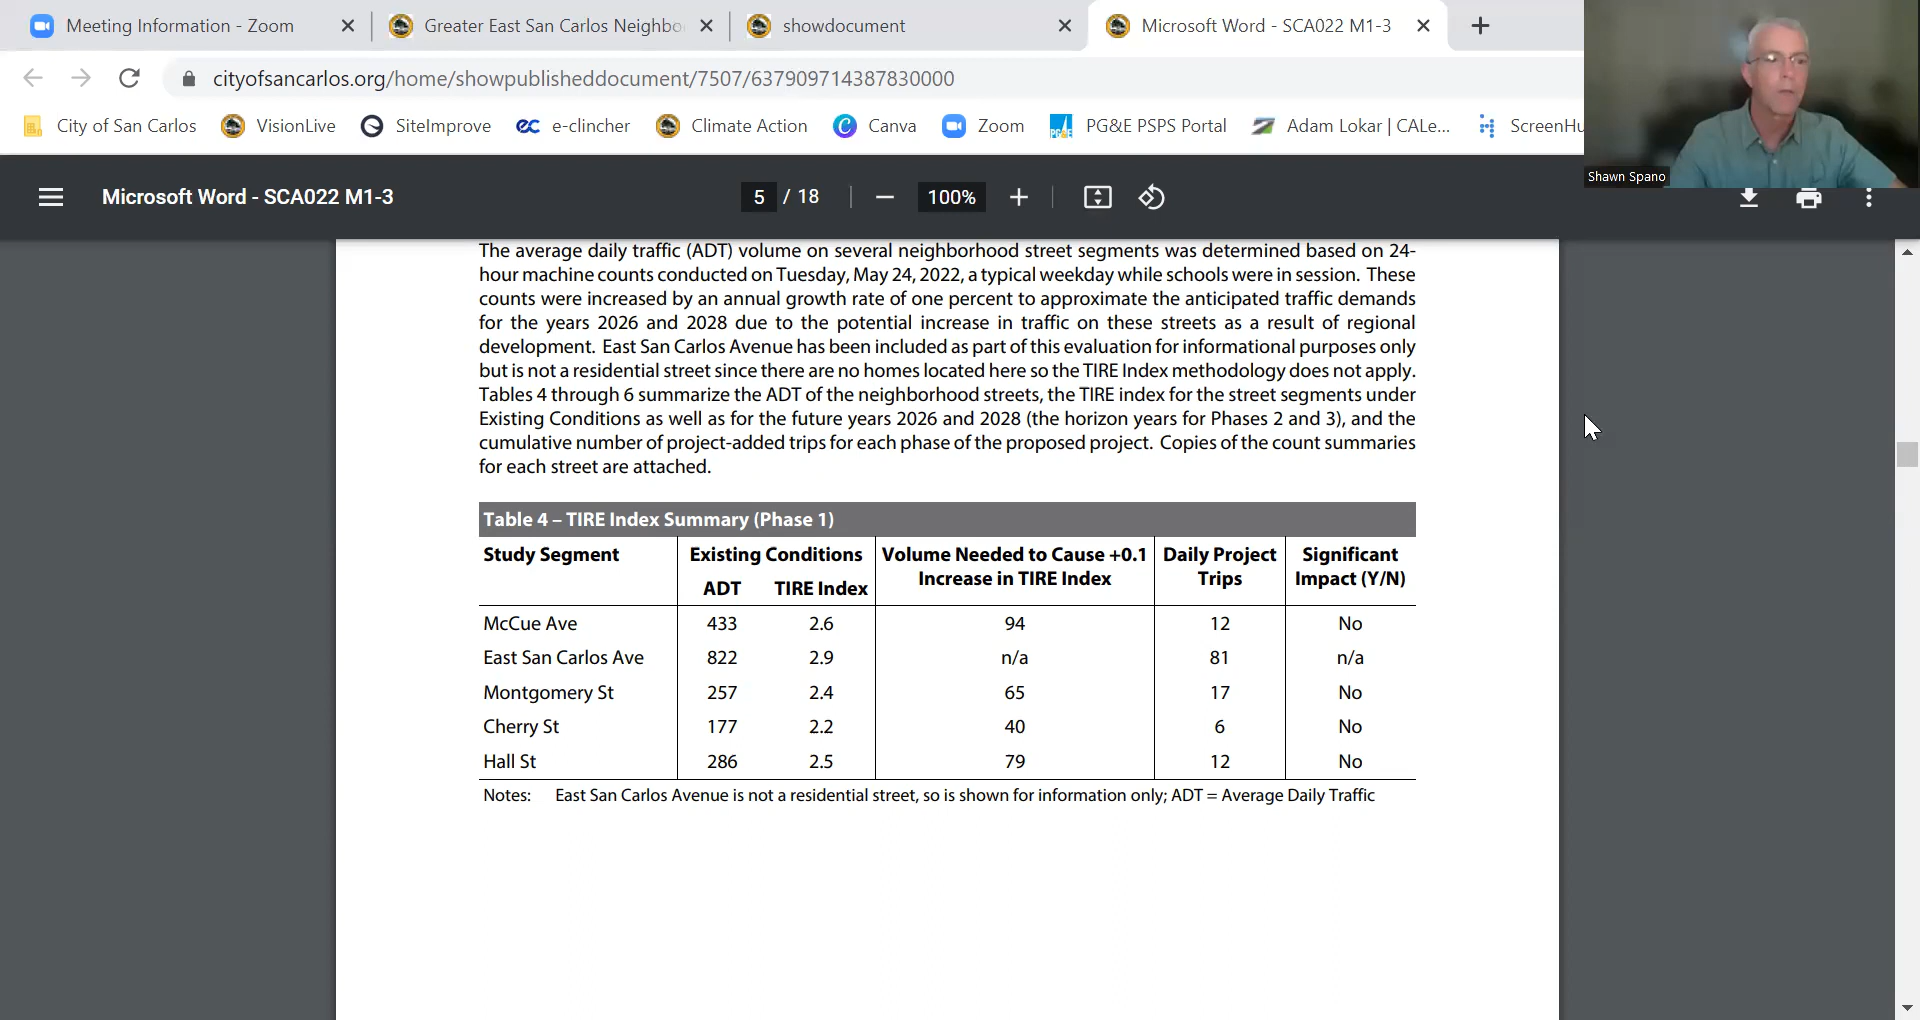 Meeting Information - Zoom
Greater East San Carlos Neighbo
showdocument
Microsoft Word - SCA022 M1-3
cityofsancarlos.org/home/showpublisheddocument/7507/637909714387830000
City of San Carlos
VisionLive
SiteImprove
ec e-clincher
Climate Action
C Canva
Zoom
PG&E PG&E PSPS Portal
Adam Lokar | CALe...
ScreenHu
Shawn Spano
Microsoft Word - SCA022 M1-3
5 / 18
100%
The average daily traffic (ADT) volume on several neighborhood street segments was determined based on 24-
hour machine counts conducted on Tuesday, May 24, 2022, a typical weekday while schools were in session. These
counts were increased by an annual growth rate of one percent to approximate the anticipated traffic demands
for the years 2026 and 2028 due to the potential increase in traffic on these streets as a result of regional
development. East San Carlos Avenue has been included as part of this evaluation for informational purposes only
but is not a residential street since there are no homes located here so the TIRE Index methodology does not apply.
Tables 4 through 6 summarize the ADT of the neighborhood streets, the TIRE index for the street segments under
Existing Conditions as well as for the future years 2026 and 2028 (the horizon years for Phases 2 and 3), and the
cumulative number of project-added trips for each phase of the proposed project. Copies of the count summaries
for each street are attached.
Table 4 – TIRE Index Summary (Phase 1)
Study Segment Existing Conditions Volume Needed to Cause +0.1 Daily Project Significant
Increase in TIRE Index Trips Impact (Y/N)
ADT TIRE Index
McCue Ave 433 2.6 94 12 No
East San Carlos Ave 822 2.9 n/a 81 n/a
Montgomery St 257 2.4 65 17 No
Cherry St 177 2.2 40 6 No
Hall St 286 2.5 79 12 No
Notes: East San Carlos Avenue is not a residential street, so is shown for information only; ADT = Average Daily Traffic